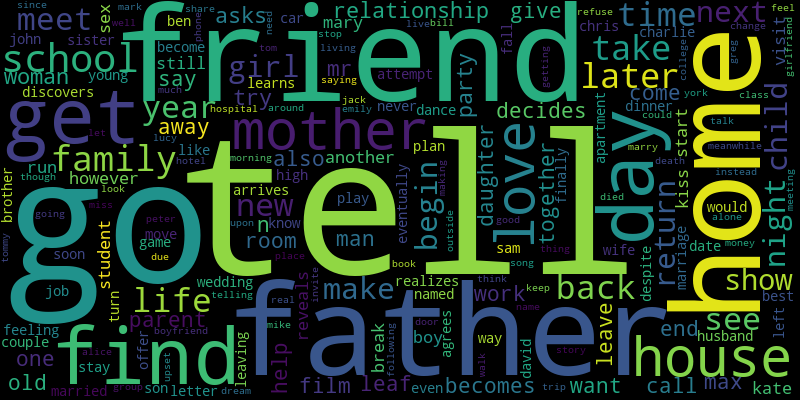 tell
go
friend
father
home
get
find
day
mother
love
house
school
family
life
meet
girl
later
time
take
next
relationship
give
asks
mary
party
decides
woman
young
discovers
say
still
year
try
away
learns
mr
new
also
another
begin
daughter
together
return
night
child
kiss
start
come
dinner
apartment
visit
show
see
back
make
leave
work
help
man
room
parent
student
job
one
old
film
leaf
becomes
want
call
max
kate
end
husband
wife
despite
date
marriage
would
money
alone
best
left
boy
agrees
way
david
break
reveals
named
realizes
wedding
arrives
high
play
know
plan
never
dance
attempt
car
ben
sex
sister
john
since
mark
share
well
become
hospital
around
jack
emily
saying
stop
living
live
bill
tom
phone
need
fall
chris
charlie
refuse
college
york
class
change
greg
feel
girlfriend
getting
could
talk
meanwhile
marry
death
instead
meeting
died
finally
eventually
outside
making
morning
hotel
lucy
like
let
much
run
though
however
look
going
miss
peter
move
game
due
soon
brother
tommy
feeling
couple
stay
turn
alice
married
group
son
letter
boyfriend
offer
upset
leaving
dream
mike
real
telling
place
upon
invite
book
song
good
sam
thing
think
keep
name
door
following
walk
story
even
trip
n